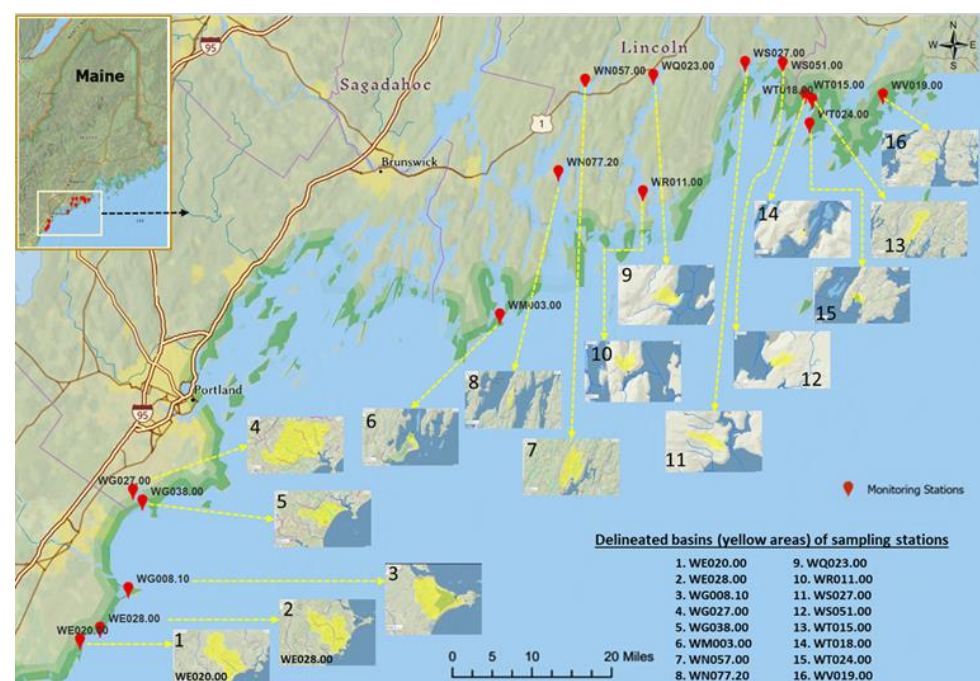 Maine
95
Sagadahoc
Lincoln
N
W E
S
WS027.00
WS051.00
WN057.00
WQ023.00
WT018.00
WT015.00
WV019.00
WT024.00
1
Brunswick
WN077.20
WR011.00
16
14
13
9
15
WM003.00
10
8
12
Portland
95
6
4
7
11
WG027.00
WG038.00
5
Monitoring Stations
Delineated basins (yellow areas) of sampling stations
1. WE020.00 9. WQ023.00
2. WE028.00 10. WR011.00
3. WG008.10 11. WS027.00
4. WG027.00 12. WS051.00
5. WG038.00 13. WT015.00
6. WM003.00 14. WT018.00
7. WN057.00 15. WT024.00
8. WN077.20 16. WV019.00
WG008.10
3
WE028.00
2
WE020.00
1
WE020.00
WE028.00
0 5 10 20 Miles